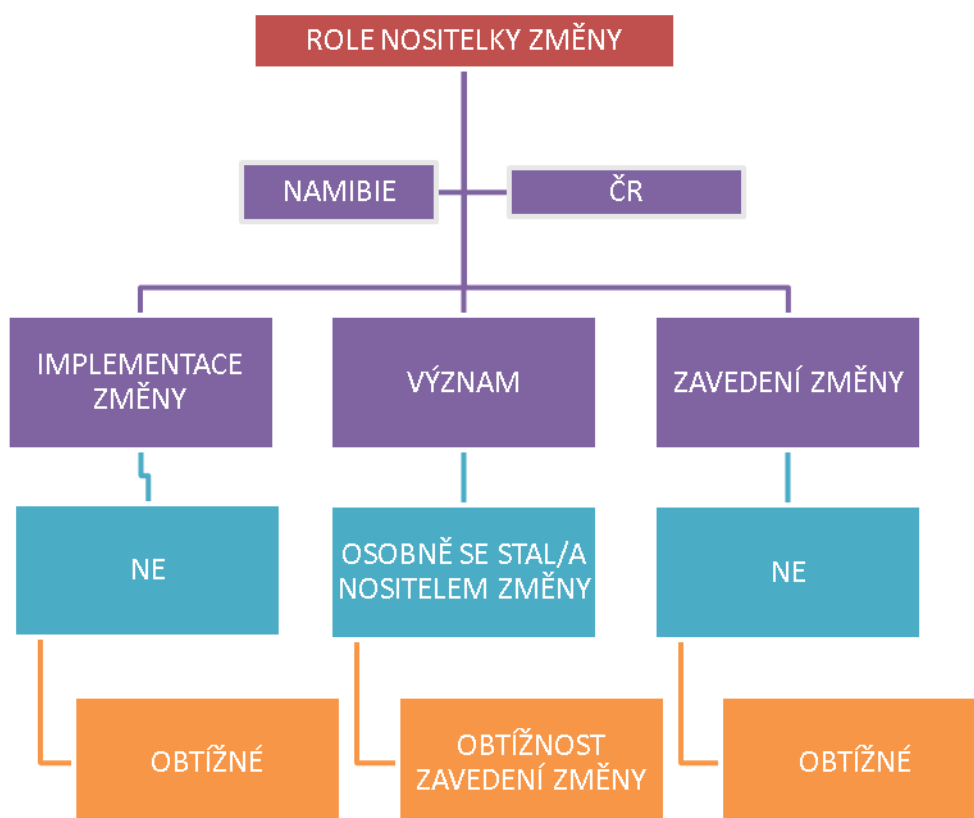 ROLE NOSITELKY ZMĚNY
NAMIBIE
ČR
IMPLEMENTACE
ZMĚNY
VÝZNAM
ZAVEDENÍ ZMĚNY
NE
OSOBNĚ SE STAL/A
NOSITELEM ZMĚNY
NE
OBTÍŽNÉ
OBTÍŽNOST
ZAVEDENÍ ZMĚNY
OBTÍŽNÉ